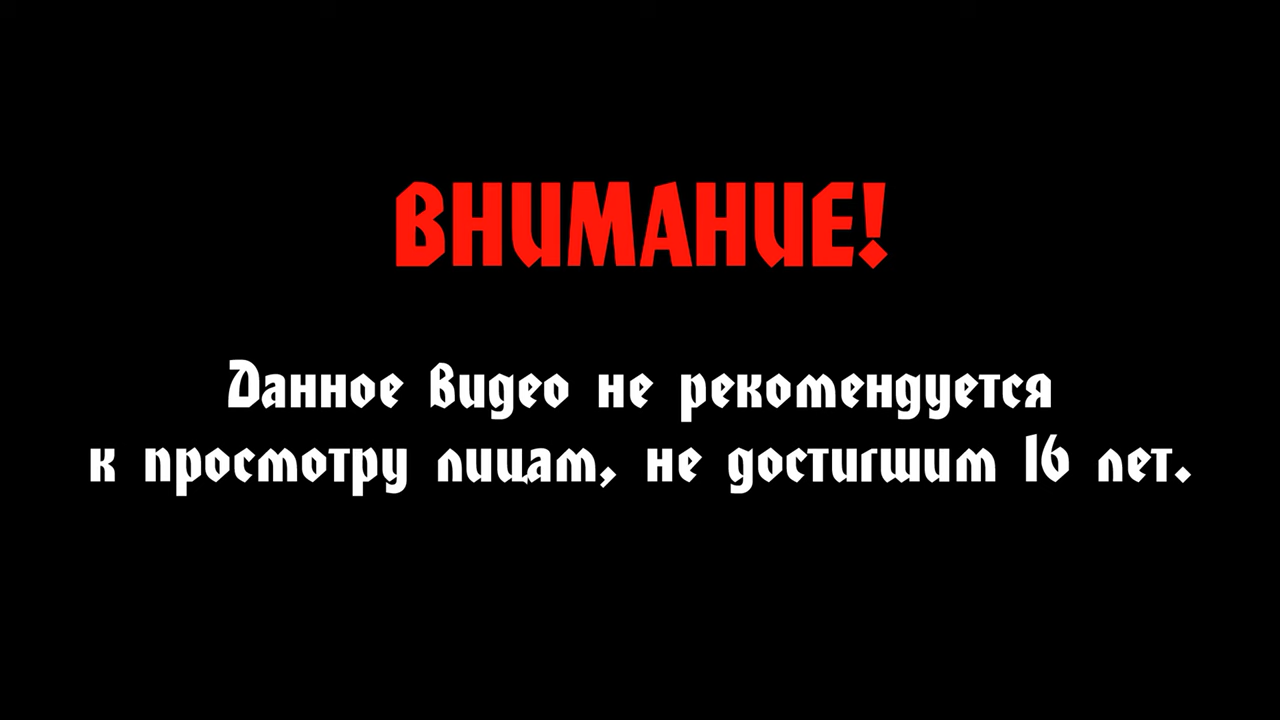 ВНИМАНИЕ!
Данное видео не рекомендуется
к просмотру лицам, не достигшим 16 лет.